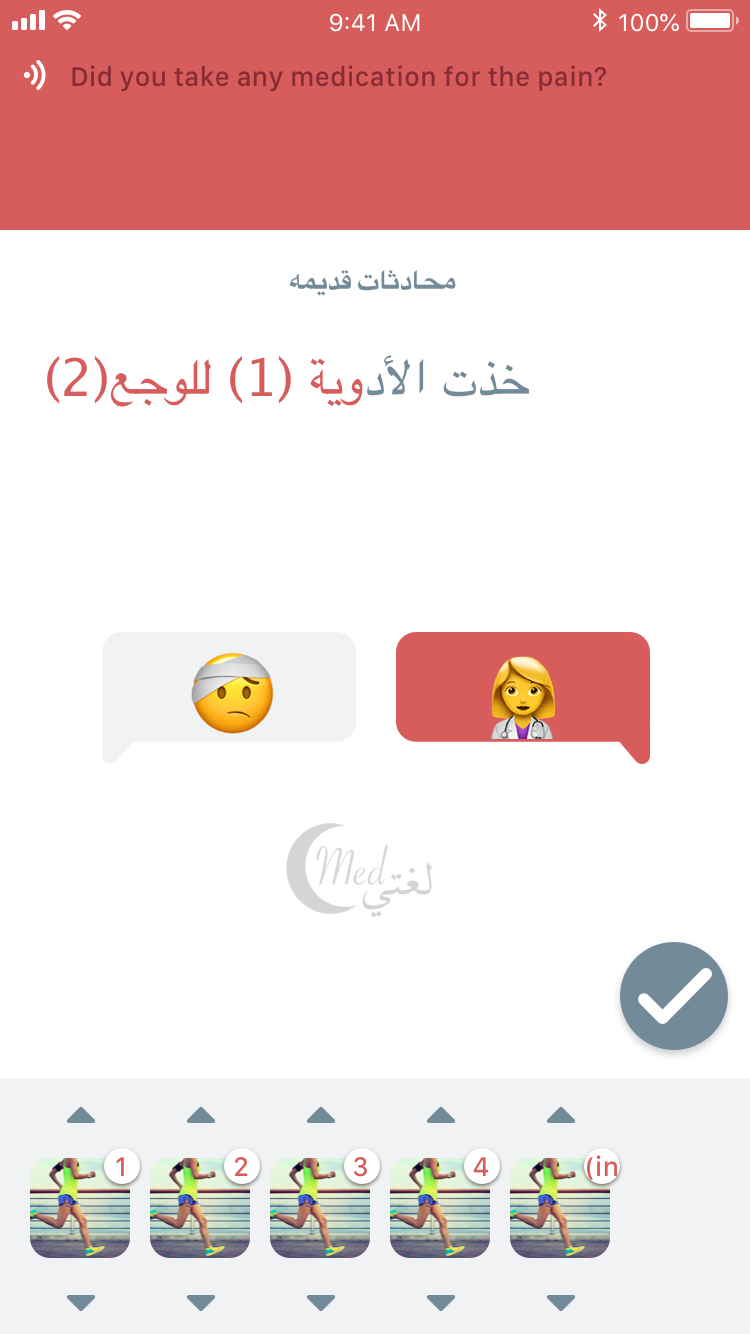 9:41 AM 100%
Did you take any medication for the pain?
محادثات قديمه
خذت الأدوية (1) للوجع(2)
Med لغتي
1 2 3 4 (in